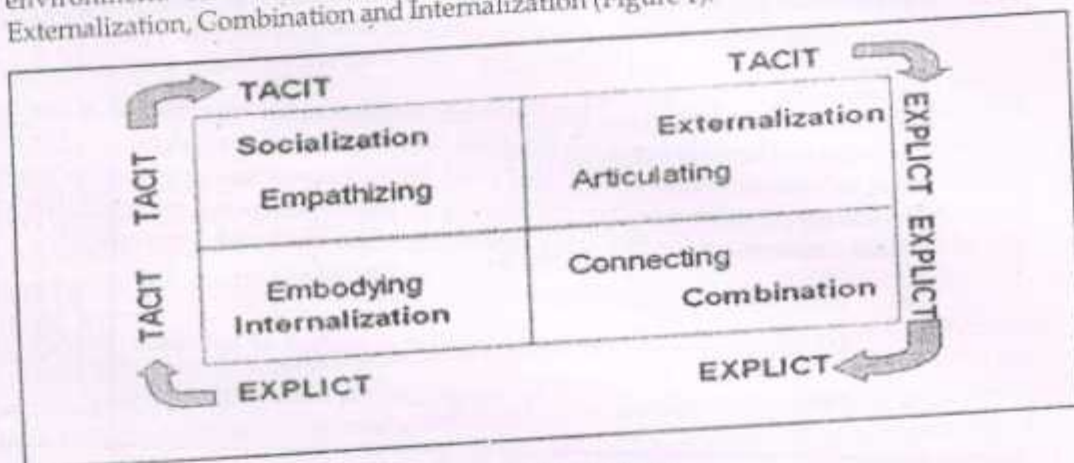 Externalization, Combination and Internalization (Figure 1).
TACIT
TACIT
TACIT
EXPLICT
Socialization
Externalization
Empathizing
Articulating
TACIT
EXPLICT
Embodying
Connecting
Internalization
Combination
EXPLICT
EXPLICT